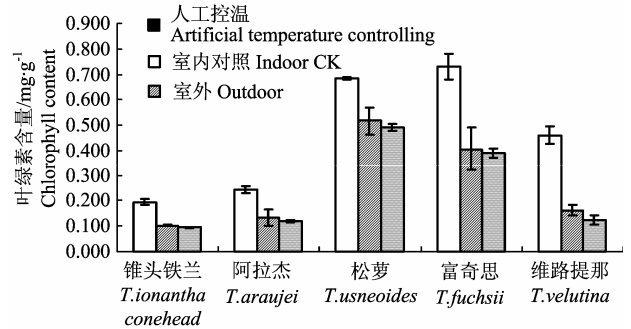 叶绿素含量/mg·g-1
Chlorophyll content
0.900
0.800
0.700
0.600
0.500
0.400
0.300
0.200
0.100
0.000
人工控温
Artificial temperature controlling
室内对照 Indoor CK
室外 Outdoor
锥头铁兰
T.ionantha
conehead
阿拉杰
T.araujei
松萝
T.usneoides
富奇思
T.fuchsii
维路提那
T.velutina